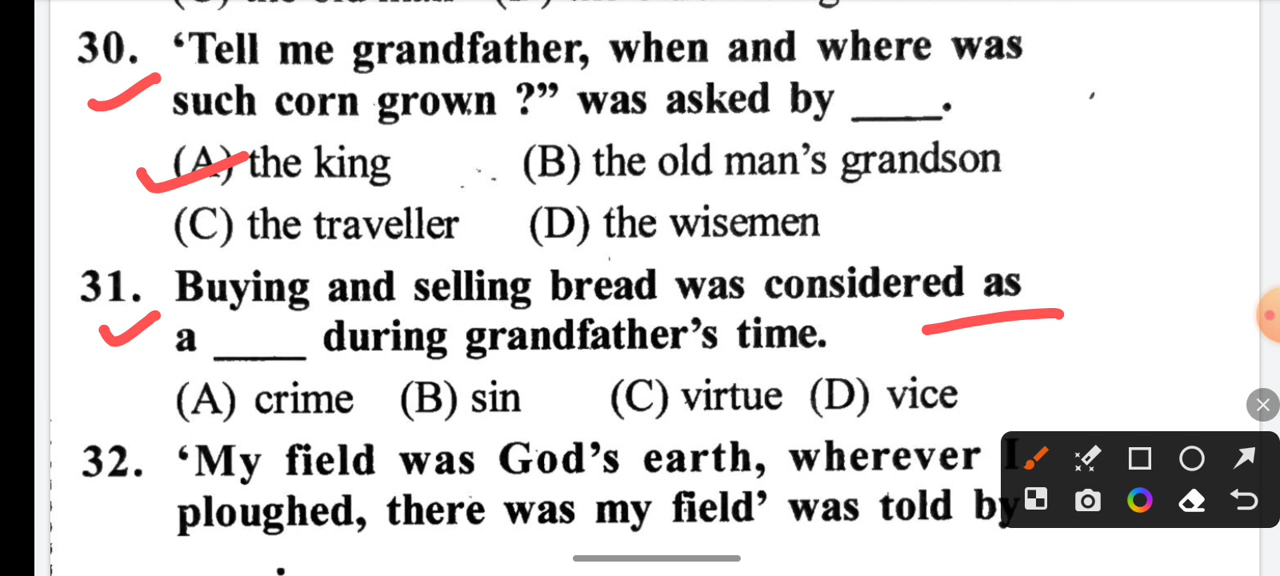 30. ‘Tell me grandfather, when and where was
such corn grown ?” was asked by ____.
(A) the king (B) the old man’s grandson
(C) the traveller (D) the wisemen
31. Buying and selling bread was considered as
a ____ during grandfather’s time.
(A) crime (B) sin (C) virtue (D) vice
32. ‘My field was God’s earth, wherever I
ploughed, there was my field’ was told by